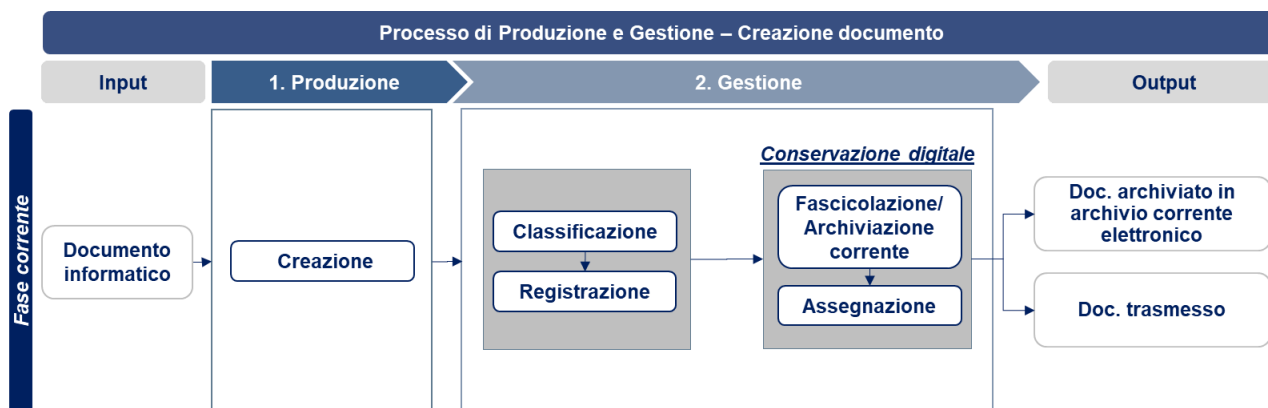 Processo di Produzione e Gestione – Creazione documento
Input
1. Produzione
2. Gestione
Output
Fase corrente
Documento
informatico
Creazione
Classificazione
Registrazione
Conservazione digitale
Fascicolazione/
Archiviazione
corrente
Assegnazione
Doc. archiviato in
archivio corrente
elettronico
Doc. trasmesso